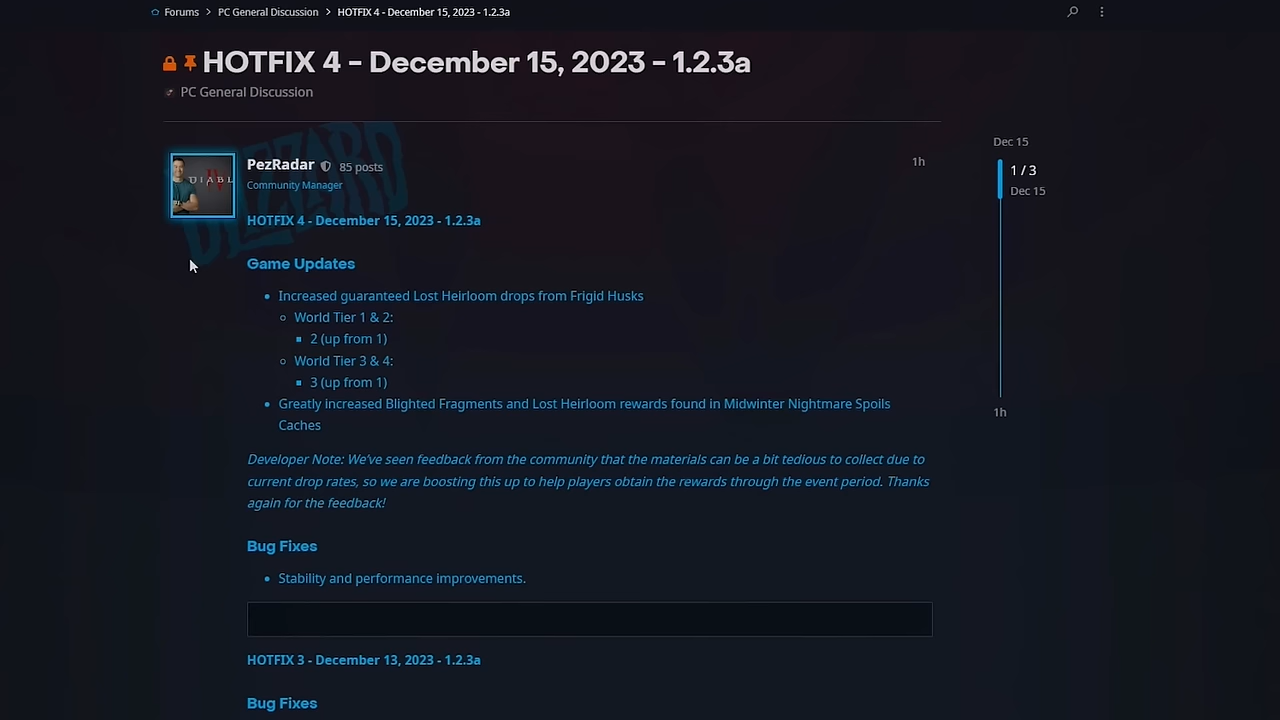 Forums > PC General Discussion > HOTFIX 4 - December 15, 2023 - 1.2.3a
HOTFIX 4 - December 15, 2023 - 1.2.3a
PC General Discussion
BLIZZARD
DIABL
PezRadar 85 posts 1h
Community Manager
HOTFIX 4 - December 15, 2023 - 1.2.3a
Game Updates
• Increased guaranteed Lost Heirloom drops from Frigid Husks
○ World Tier 1 & 2:
▪ 2 (up from 1)
○ World Tier 3 & 4:
▪ 3 (up from 1)
• Greatly increased Blighted Fragments and Lost Heirloom rewards found in Midwinter Nightmare Spoils
Caches
Developer Note: We've seen feedback from the community that the materials can be a bit tedious to collect due to
current drop rates, so we are boosting this up to help players obtain the rewards through the event period. Thanks
again for the feedback!
Bug Fixes
• Stability and performance improvements.
HOTFIX 3 - December 13, 2023 - 1.2.3a
Bug Fixes
Dec 15
1 / 3
Dec 15
1h